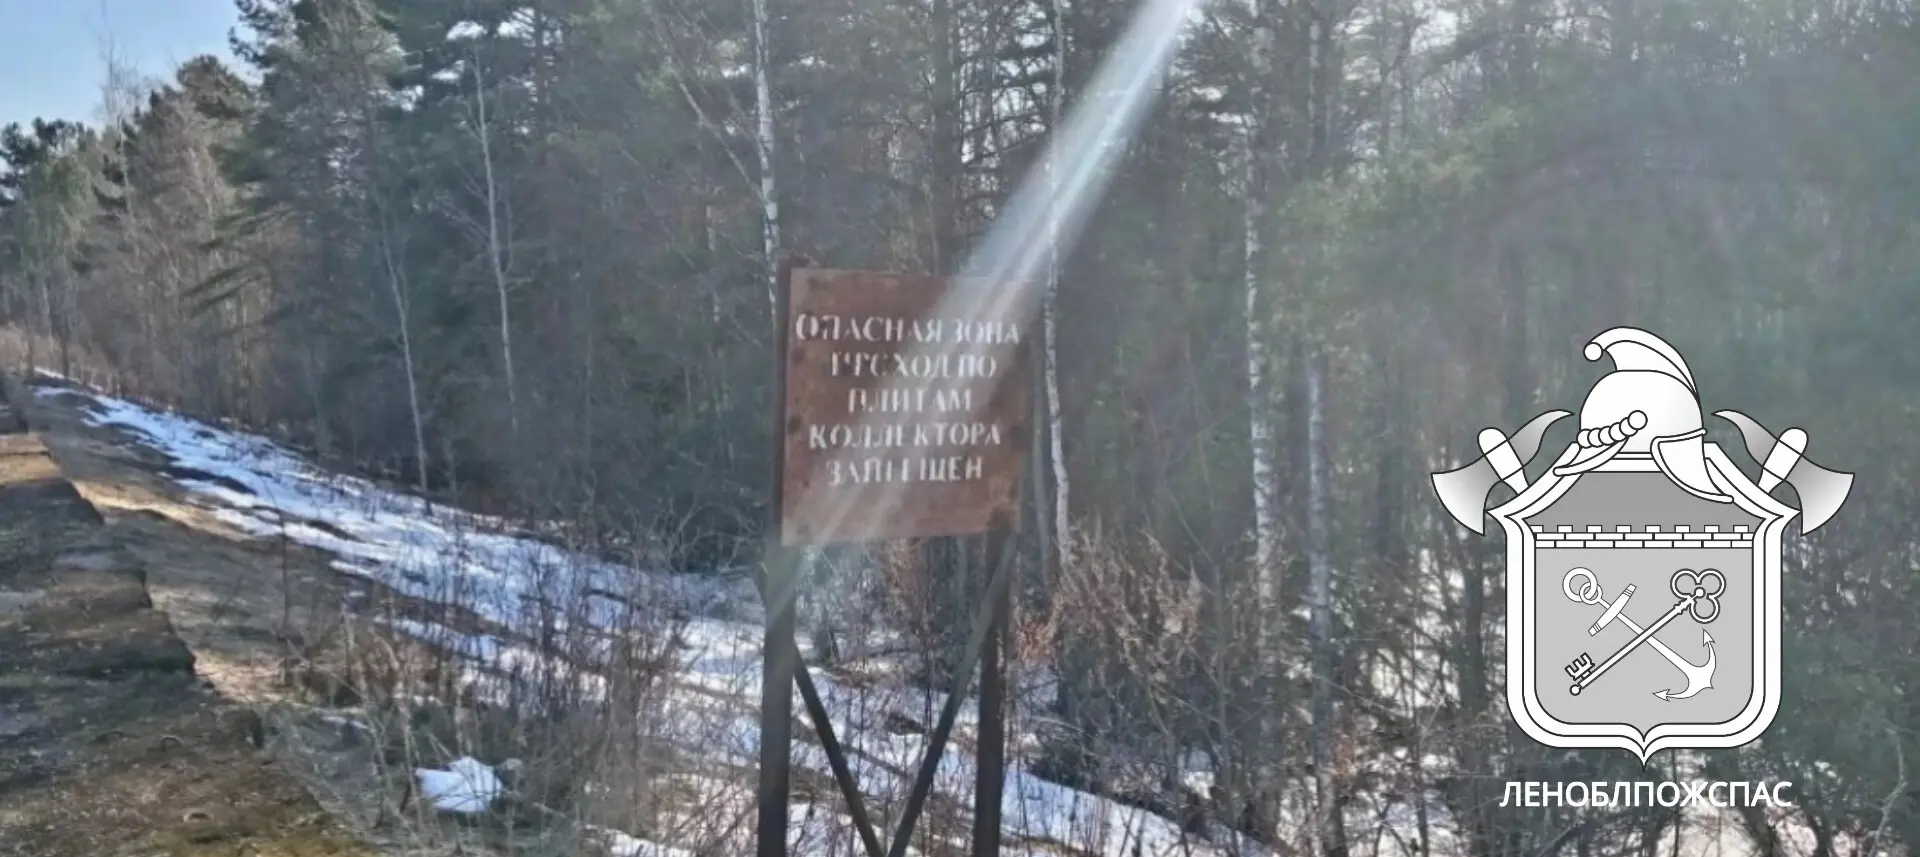 ОПАСНАЯ ЗОНА
ПРОХОД ПО
ПЛИТАМ
КОЛЛЕКТОРА
ЗАПРЕЩЕН
ЛЕНОБЛПОЖСПАС